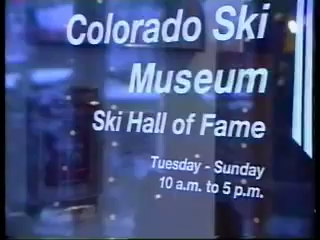 Colorado Ski
Museum
Ski Hall of Fame
Tuesday - Sunday
10 a.m. to 5 p.m.